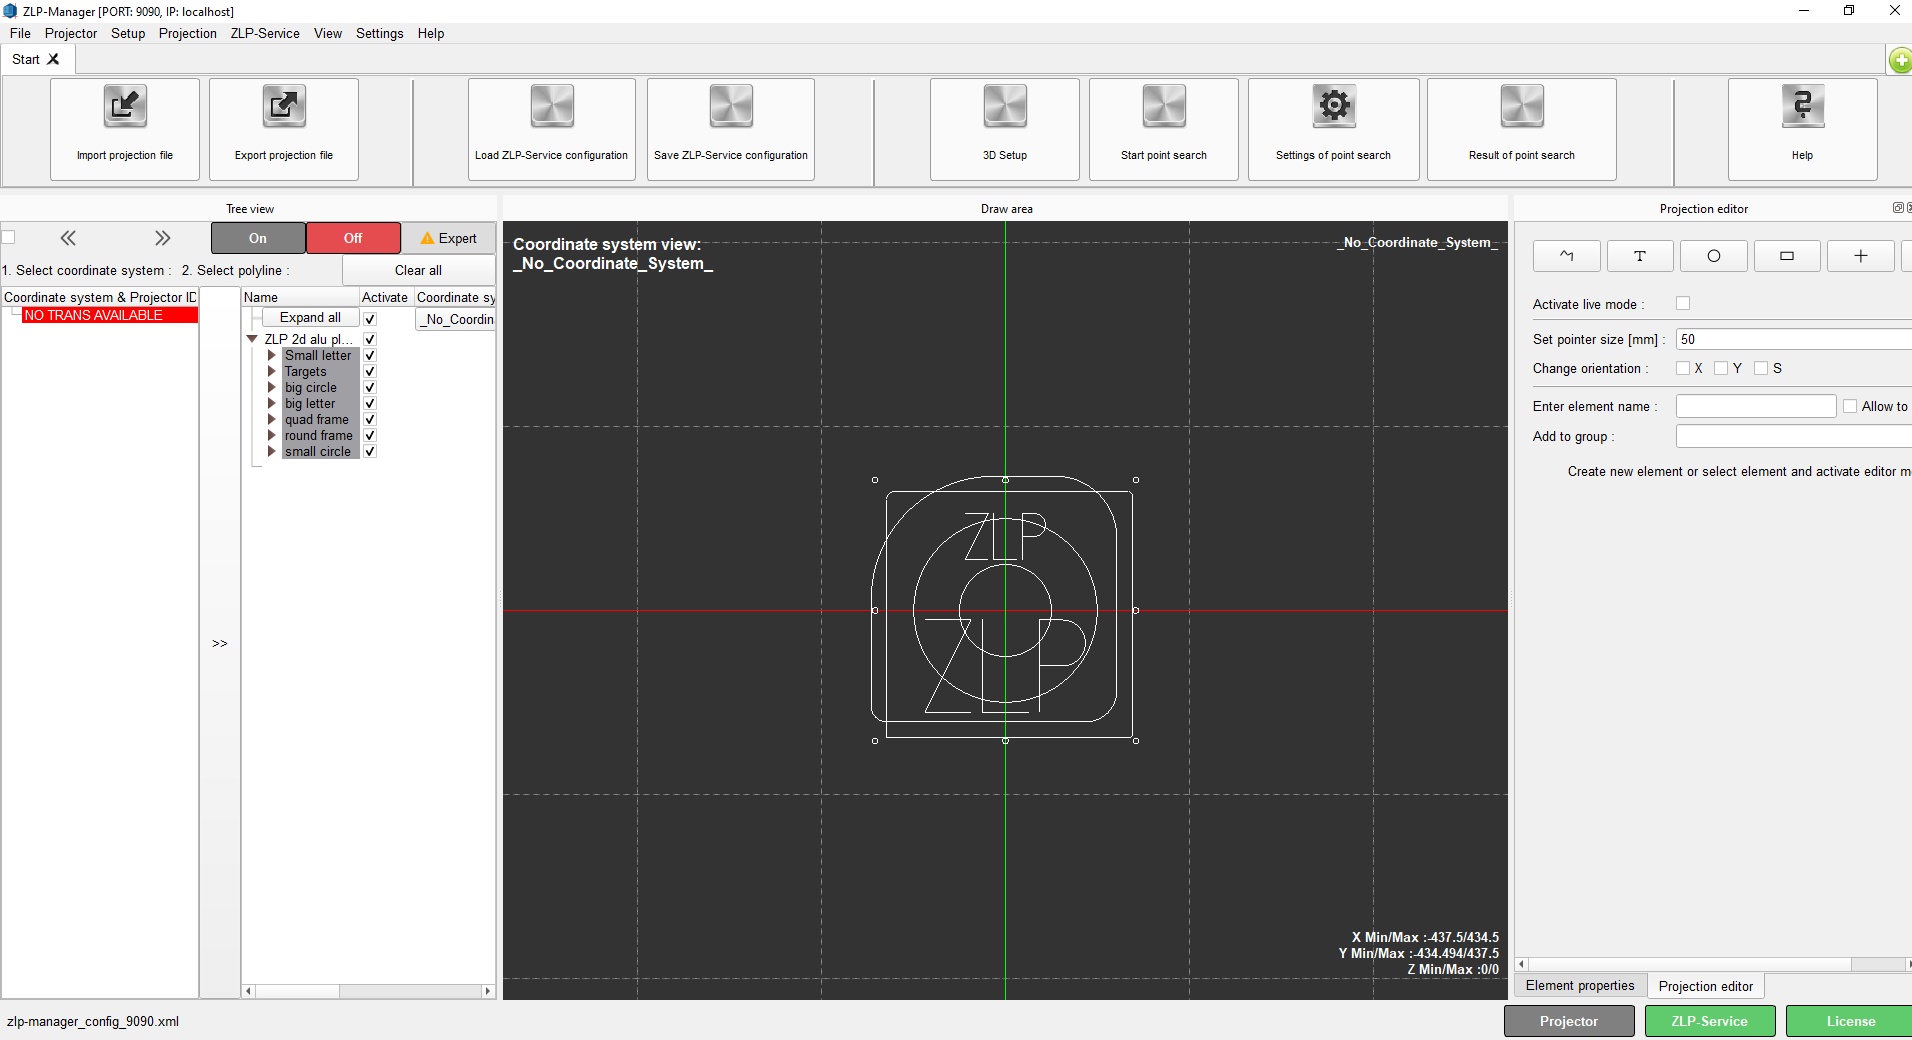 ZLP-Manager [PORT: 9090, IP: localhost]
File Projector Setup Projection ZLP-Service View Settings Help
Start
Import projection file
Export projection file
Load ZLP-Service configuration
Save ZLP-Service configuration
3D Setup
Start point search
Settings of point search
Result of point search
Help
Tree view
On
Off
Expert
1. Select coordinate system : 2. Select polyline :
Clear all
Coordinate system & Projector ID
NO TRANS AVAILABLE
>>
Name Activate Coordinate sy
Expand all
_No_Coordin
ZLP 2d alu pl...
Small letter
Targets
big circle
big letter
quad frame
round frame
small circle
Draw area
Coordinate system view:
_No_Coordinate_System_
_No_Coordinate_System_
ZLP
ZLP
X Min/Max :-437.5/434.5
Y Min/Max :-434.494/437.5
Z Min/Max :0/0
Projection editor
T
Activate live mode :
Set pointer size [mm] : 50
Change orientation : X Y S
Enter element name : Allow to
Add to group :
Create new element or select element and activate editor m
Element properties
Projection editor
zlp-manager_config_9090.xml
Projector
ZLP-Service
License